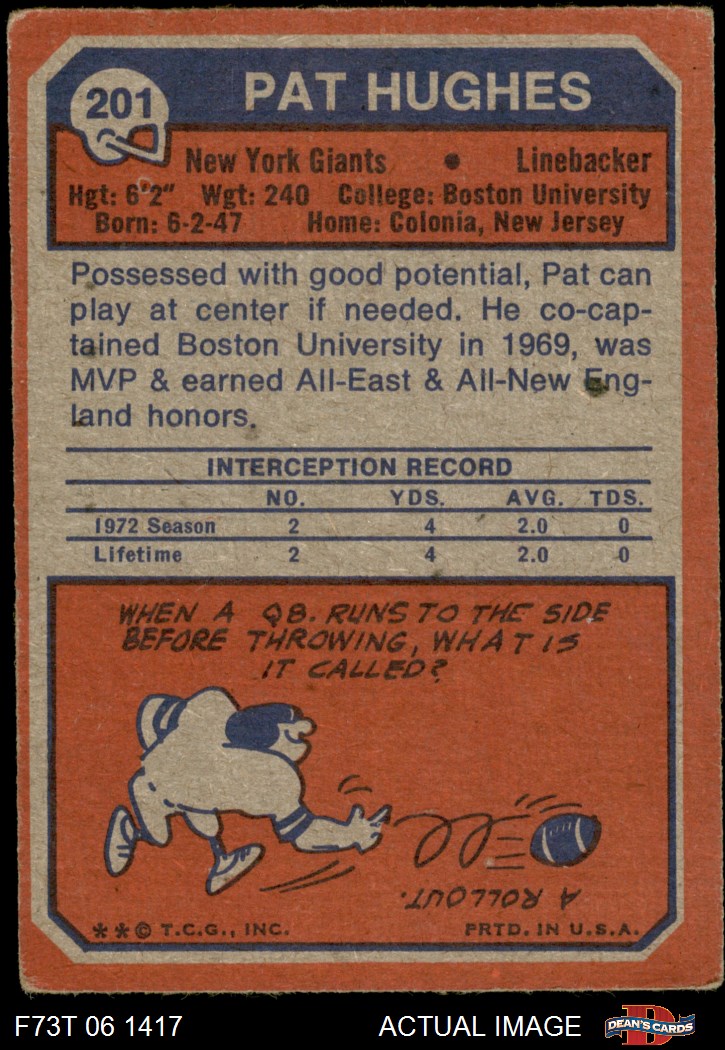 201
PAT HUGHES
New York Giants • Linebacker
Hgt: 6'2" Wgt: 240 College: Boston University
Born: 6-2-47 Home: Colonia, New Jersey
Possessed with good potential, Pat can
play at center if needed. He co-cap-
tained Boston University in 1969, was
MVP & earned All-East & All-New Eng-
land honors.
INTERCEPTION RECORD
NO. YDS. AVG. TDS.
1972 Season 2 4 2.0 0
Lifetime 2 4 2.0 0
WHEN A QB. RUNS TO THE SIDE
BEFORE THROWING, WHAT IS
IT CALLED?
A ROLLOUT.
**© T.C.G., INC. PRTD. IN U.S.A.
F73T 06 1417 ACTUAL IMAGE D DEAN'S CARDS